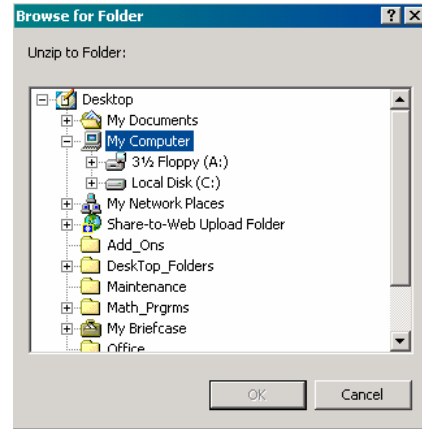 Browse for Folder
Unzip to Folder:
Desktop
My Documents
My Computer
3½ Floppy (A:)
Local Disk (C:)
My Network Places
Share-to-Web Upload Folder
Add_Ons
DeskTop_Folders
Maintenance
Math_Prgrms
My Briefcase
Office
OK Cancel